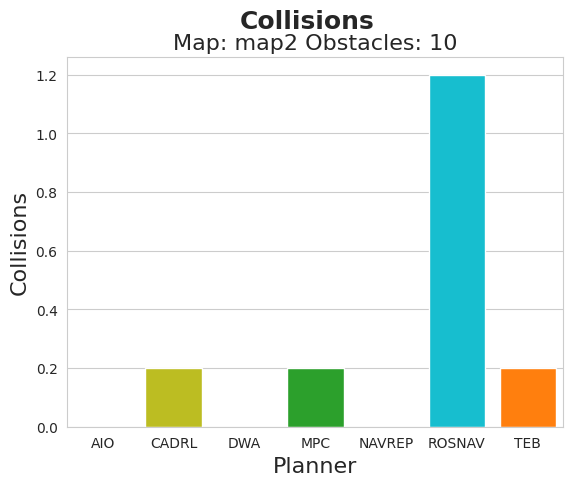 Collisions
Map: map2 Obstacles: 10
Collisions
1.2
1.0
0.8
0.6
0.4
0.2
0.0
AIO CADRL DWA MPC NAVREP ROSNAV TEB
Planner